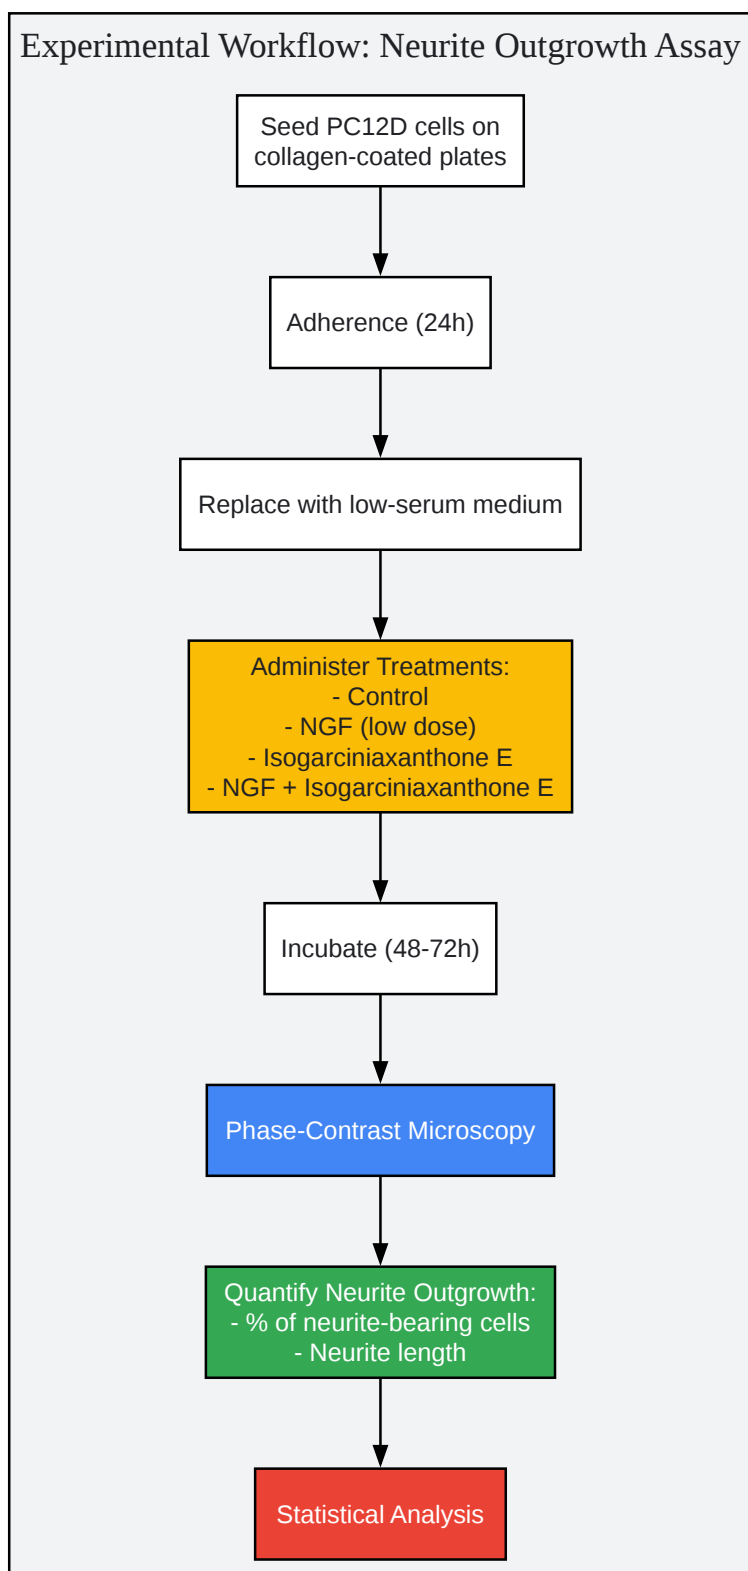 Experimental Workflow: Neurite Outgrowth Assay
Seed PC12D cells on
collagen-coated plates
Adherence (24h)
Replace with low-serum medium
Administer Treatments:
- Control
- NGF (low dose)
- Isogarciniaxanthone E
- NGF + Isogarciniaxanthone E
Incubate (48-72h)
Phase-Contrast Microscopy
Quantify Neurite Outgrowth:
- % of neurite-bearing cells
- Neurite length
Statistical Analysis